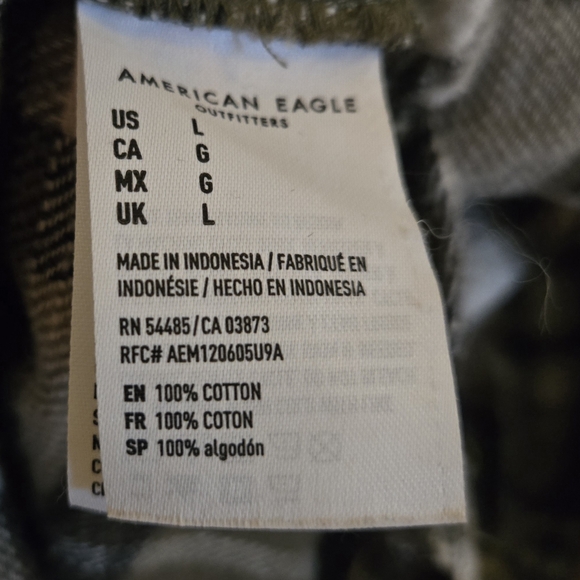 AMERICAN EAGLE
OUTFITTERS
US L
CA G
MX G
UK L
MADE IN INDONESIA / FABRIQUÉ EN
INDONÉSIE / HECHO EN INDONESIA
RN 54485/CA 03873
RFC# AEM120605U9A
EN 100% COTTON
FR 100% COTON
SP 100% algodón